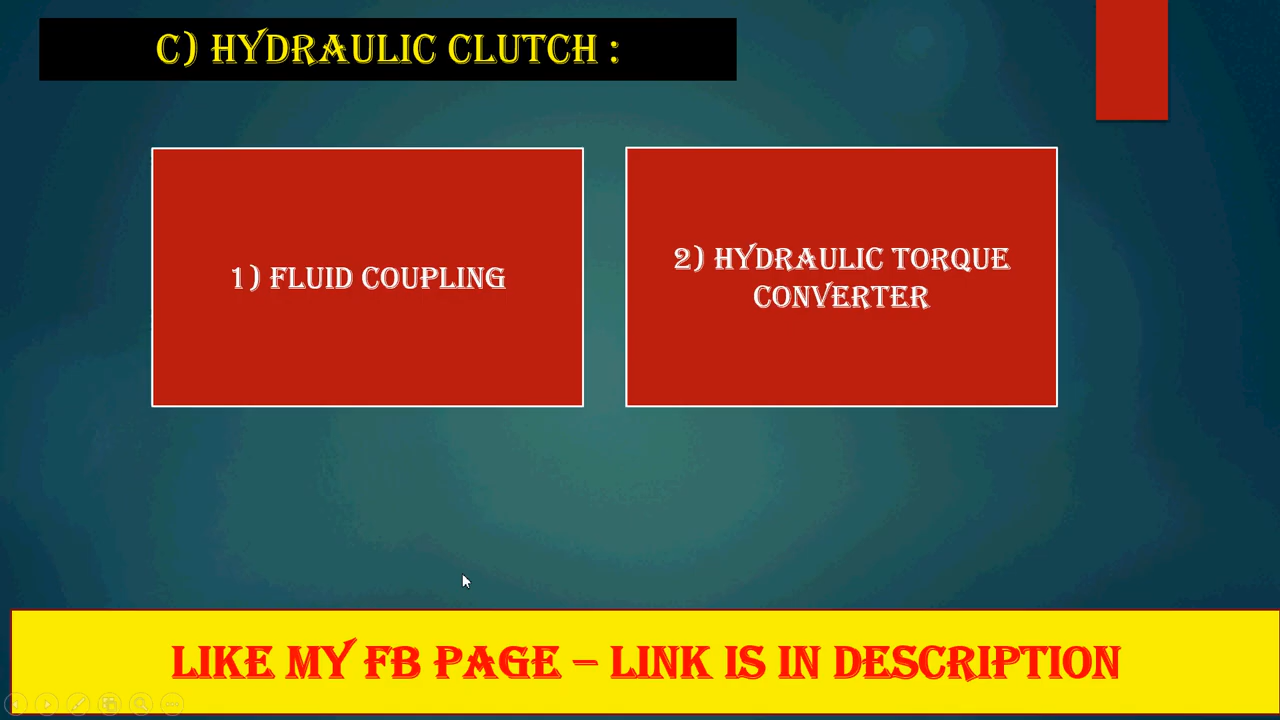 C) HYDRAULIC CLUTCH :
1) FLUID COUPLING
2) HYDRAULIC TORQUE
CONVERTER
LIKE MY FB PAGE – LINK IS IN DESCRIPTION